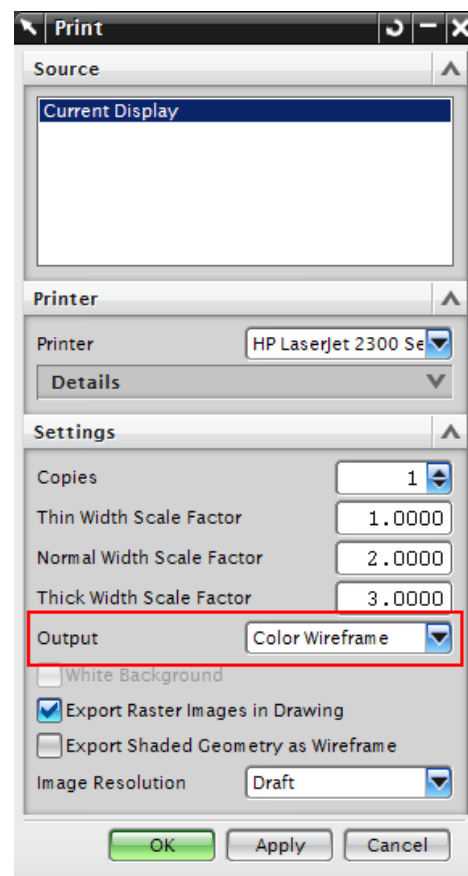 Print
Source
Current Display
Printer
Printer HP LaserJet 2300 Se
Details
Settings
Copies 1
Thin Width Scale Factor 1.0000
Normal Width Scale Factor 2.0000
Thick Width Scale Factor 3.0000
Output Color Wireframe
White Background
Export Raster Images in Drawing
Export Shaded Geometry as Wireframe
Image Resolution Draft
OK Apply Cancel